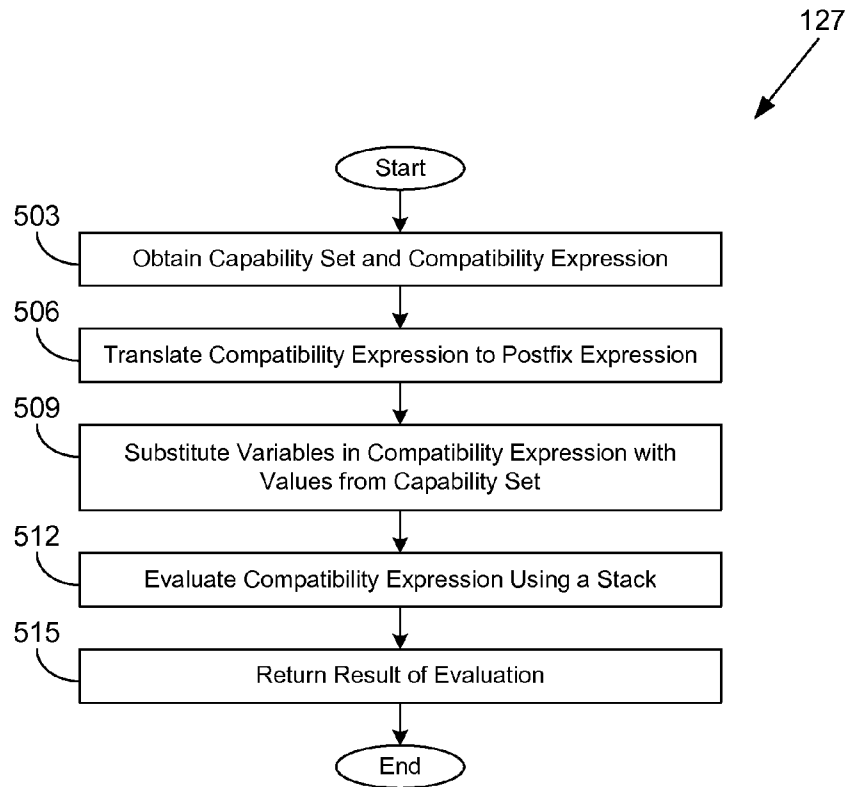 127
Start
503
Obtain Capability Set and Compatibility Expression
506
Translate Compatibility Expression to Postfix Expression
509
Substitute Variables in Compatibility Expression with
Values from Capability Set
512
Evaluate Compatibility Expression Using a Stack
515
Return Result of Evaluation
End